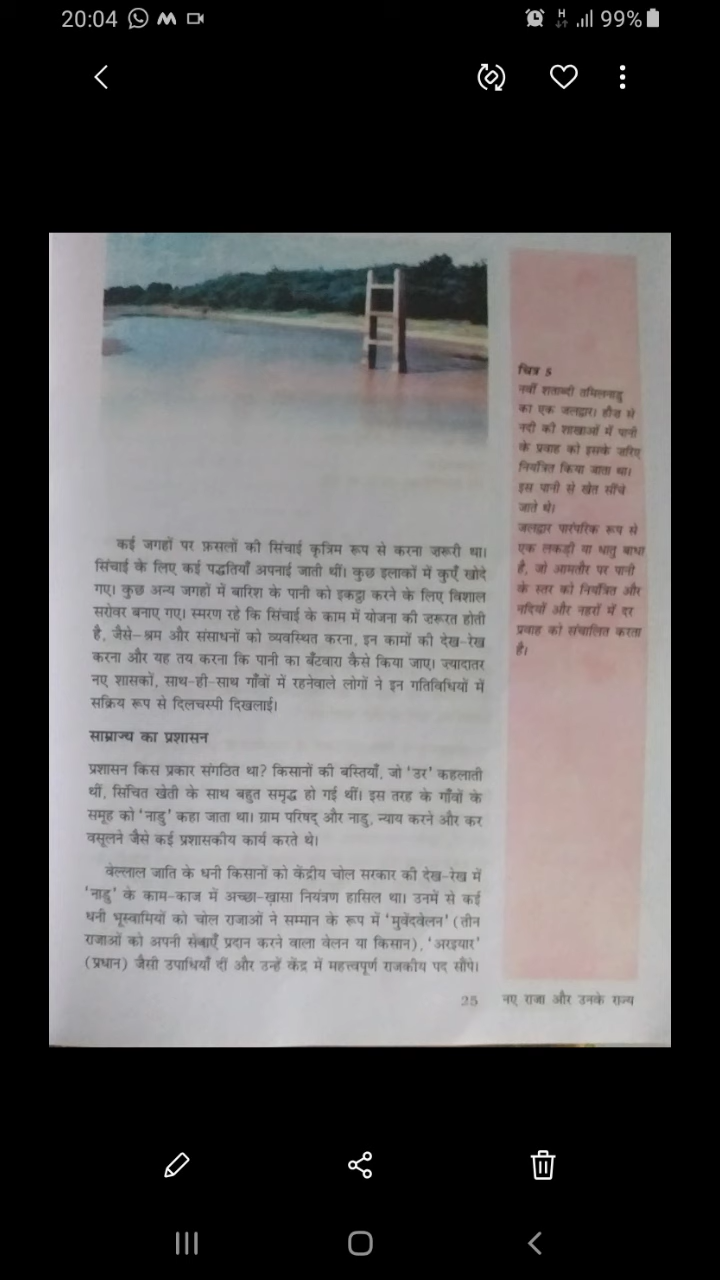 20:04
99%
चित्र 5
नवीं शताब्दी तमिलनाडु
का एक जलद्वार। हौज़ से
नदी की शाखाओं में पानी
के प्रवाह को इसके ज़रिए
नियंत्रित किया जाता था।
इस पानी से खेत सींचे
जाते थे।
जलद्वार पारंपरिक रूप से
एक लकड़ी या धातु बाधा
है, जो आमतौर पर पानी
के स्तर को नियंत्रित और
नदियों और नहरों में दर
प्रवाह को संचालित करता
है।
कई जगहों पर फ़सलों की सिंचाई कृत्रिम रूप से करना ज़रूरी था।
सिंचाई के लिए कई पद्धतियाँ अपनाई जाती थीं। कुछ इलाकों में कुएँ खोदे
गए। कुछ अन्य जगहों में बारिश के पानी को इकट्ठा करने के लिए विशाल
सरोवर बनाए गए। स्मरण रहे कि सिंचाई के काम में योजना की ज़रूरत होती
है, जैसे–श्रम और संसाधनों को व्यवस्थित करना, इन कामों की देख-रेख
करना और यह तय करना कि पानी का बँटवारा कैसे किया जाए। ज़्यादातर
नए शासकों, साथ-ही-साथ गाँवों में रहनेवाले लोगों ने इन गतिविधियों में
सक्रिय रूप से दिलचस्पी दिखलाई।
साम्राज्य का प्रशासन
प्रशासन किस प्रकार संगठित था? किसानों की बस्तियाँ, जो 'उर' कहलाती
थीं, सिंचित खेती के साथ बहुत समृद्ध हो गई थीं। इस तरह के गाँवों के
समूह को 'नाडु' कहा जाता था। ग्राम परिषद् और नाडु, न्याय करने और कर
वसूलने जैसे कई प्रशासकीय कार्य करते थे।
वेल्लाल जाति के धनी किसानों को केंद्रीय चोल सरकार की देख-रेख में
'नाडु' के काम-काज में अच्छा-ख़ासा नियंत्रण हासिल था। उनमें से कई
धनी भूस्वामियों को चोल राजाओं ने सम्मान के रूप में 'मुवेंदवेलन' (तीन
राजाओं को अपनी सेवाएँ प्रदान करने वाला वेलन या किसान), 'अरइयार'
(प्रधान) जैसी उपाधियाँ दीं और उन्हें केंद्र में महत्त्वपूर्ण राजकीय पद सौंपे।
25 नए राजा और उनके राज्य